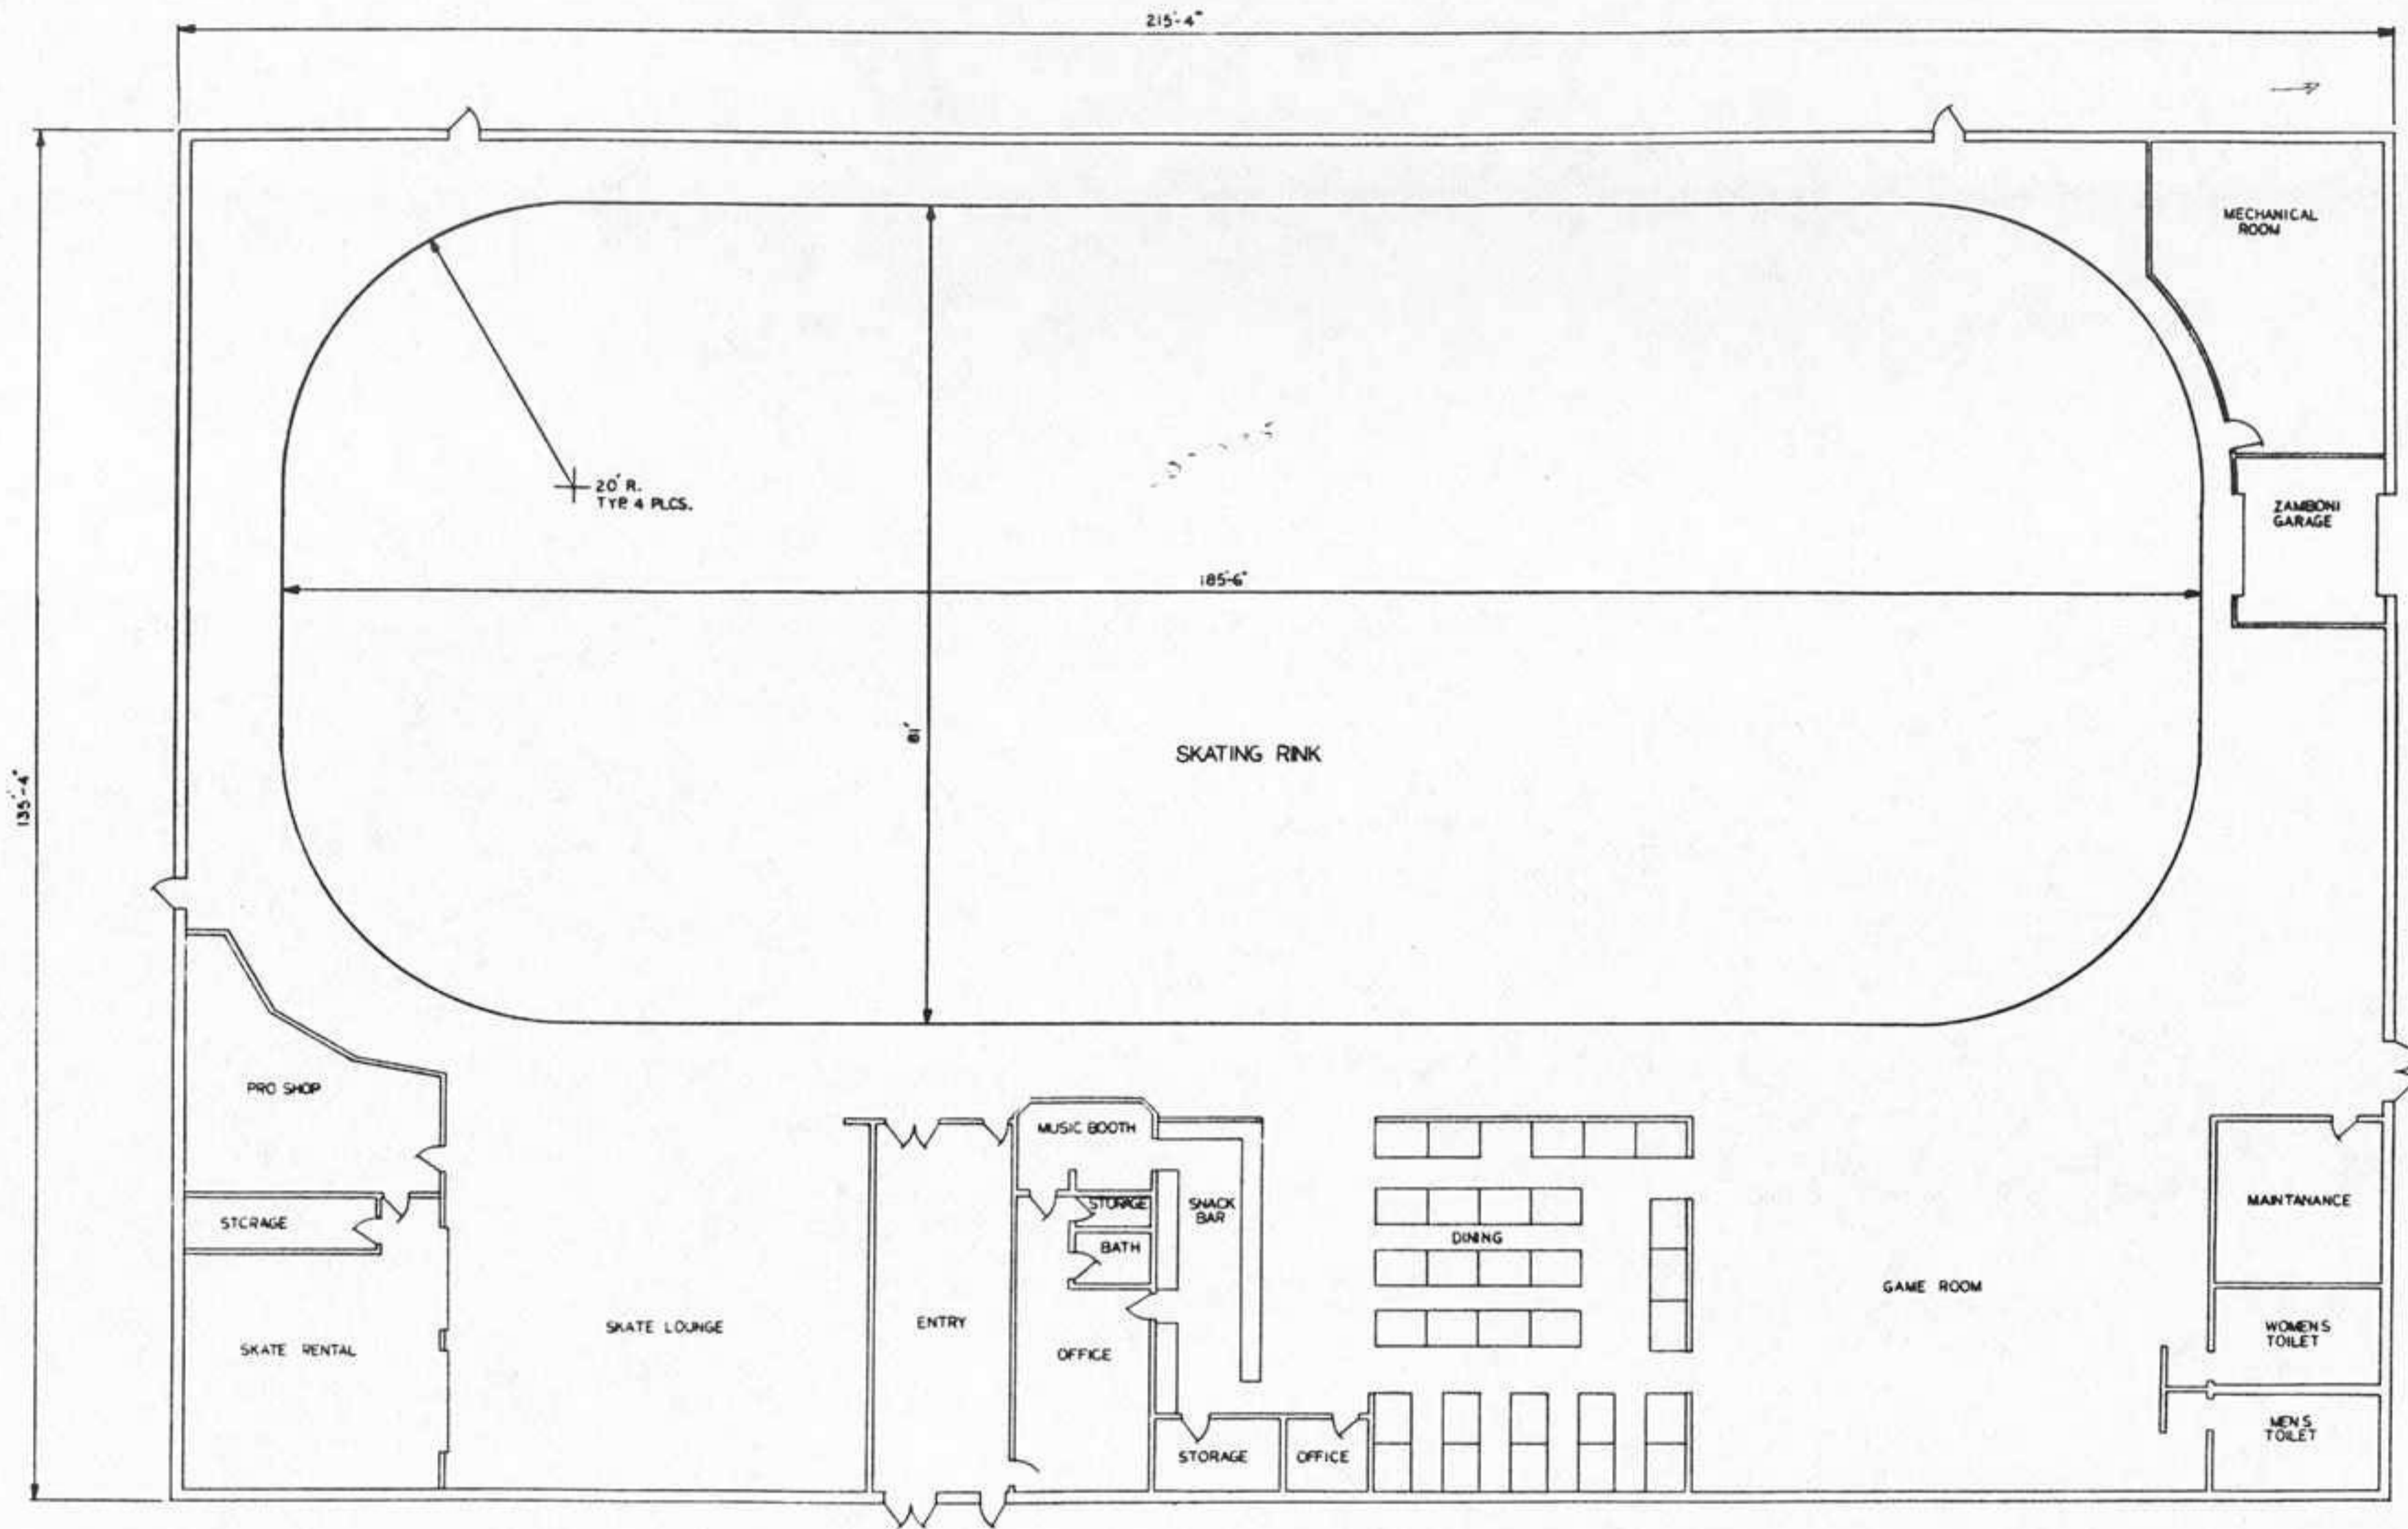 215'-4"
MECHANICAL
ROOM
20' R.
TYP. 4 PLCS.
ZAMBONI
GARAGE
185'-6"
81'
SKATING RINK
135'-4"
PRO SHOP
MUSIC BOOTH
STORAGE
SNACK
BAR
MAINTANANCE
STORAGE
DINING
BATH
GAME ROOM
ENTRY
SKATE LOUNGE
WOMENS
TOILET
SKATE RENTAL
OFFICE
MENS
TOILET
STORAGE
OFFICE